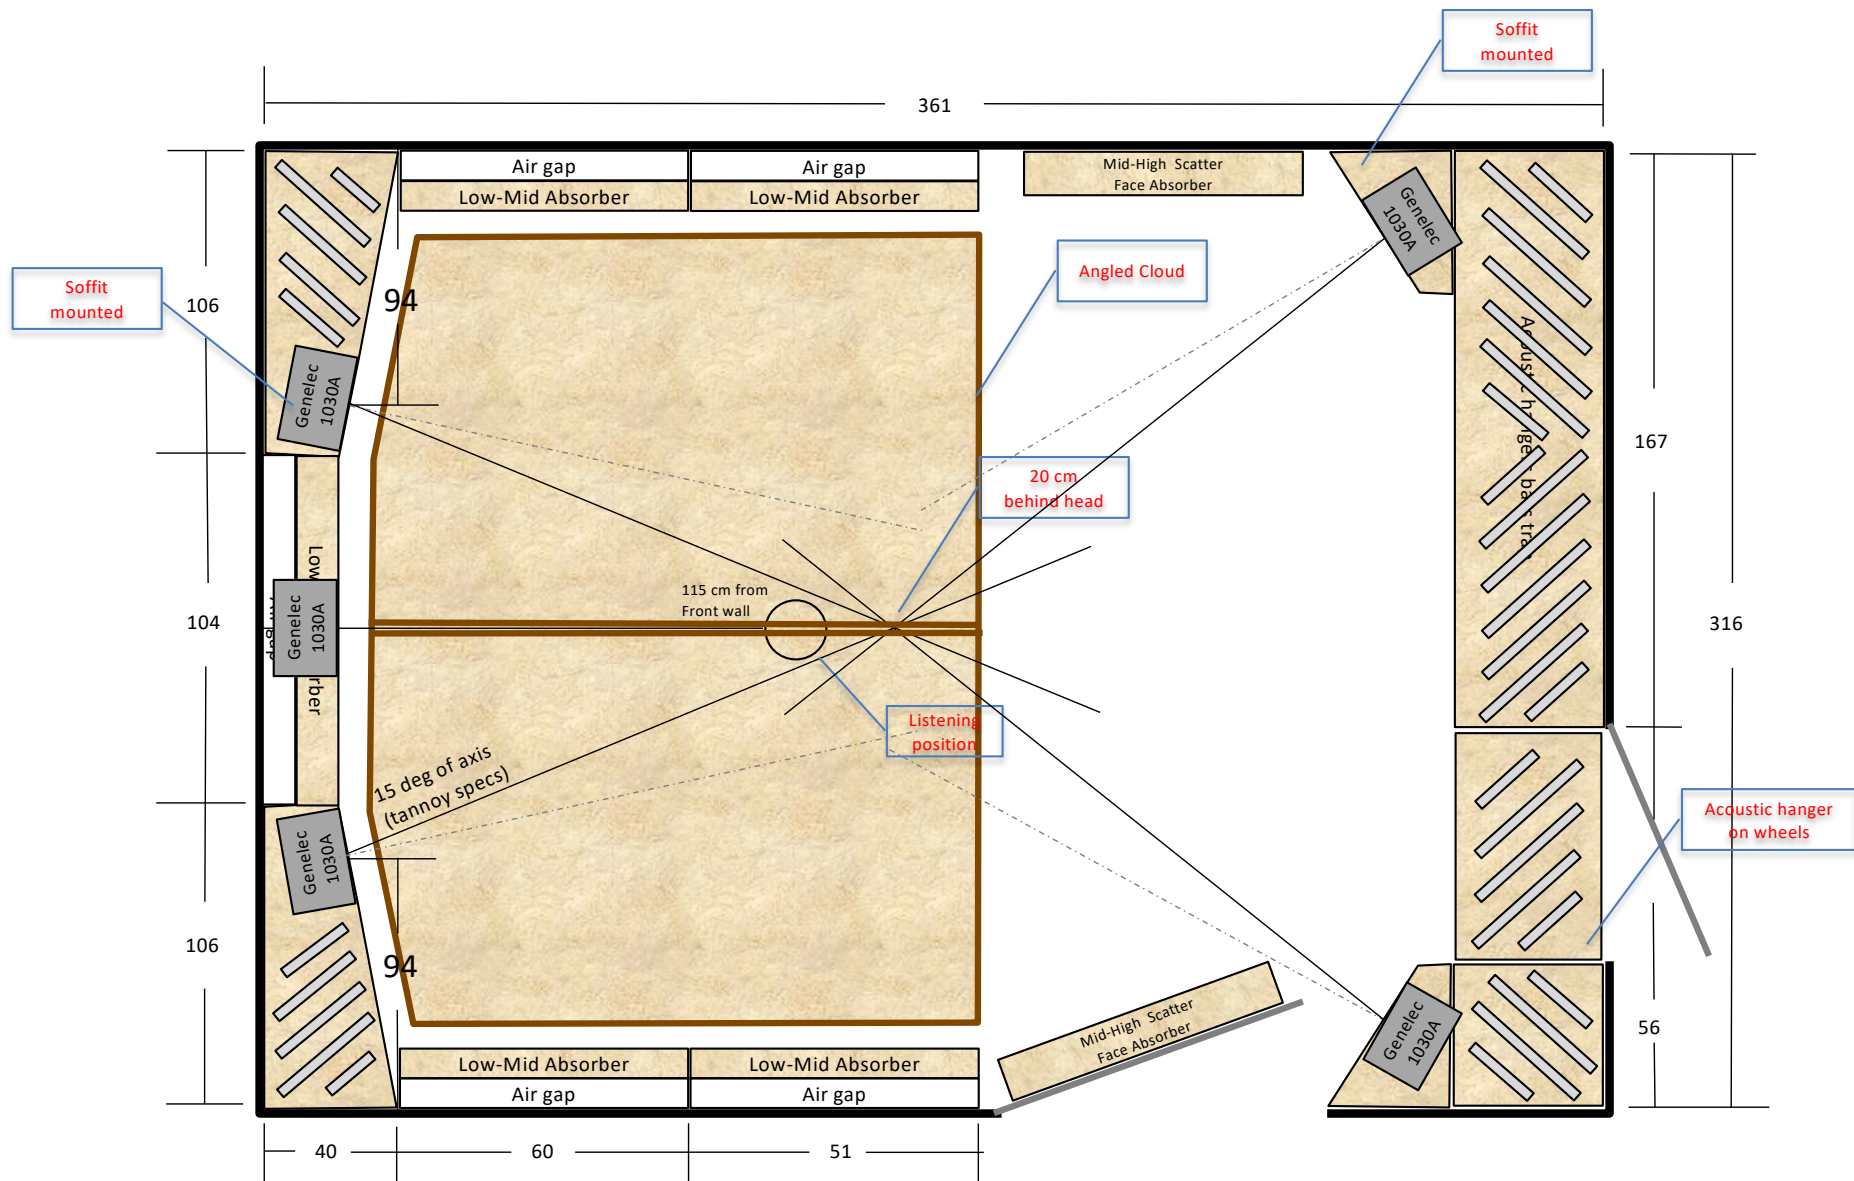 Soffit
mounted
361
Air gap
Air gap
Low-Mid Absorber
Low-Mid Absorber
Mid-High Scatter
Face Absorber
Genelec
1030A
Soffit
mounted
106
94
Angled Cloud
Genelec
1030A
167
20 cm
behind head
115 cm from
Front wall
104
Genelec
1030A
Low
rber
316
Listening
position
15 deg of axis
(tannoy specs)
Acoustic hanger
on wheels
Genelec
1030A
106
94
Mid-High Scatter
Face Absorber
Genelec
1030A
56
Low-Mid Absorber
Low-Mid Absorber
Air gap
Air gap
40
60
51